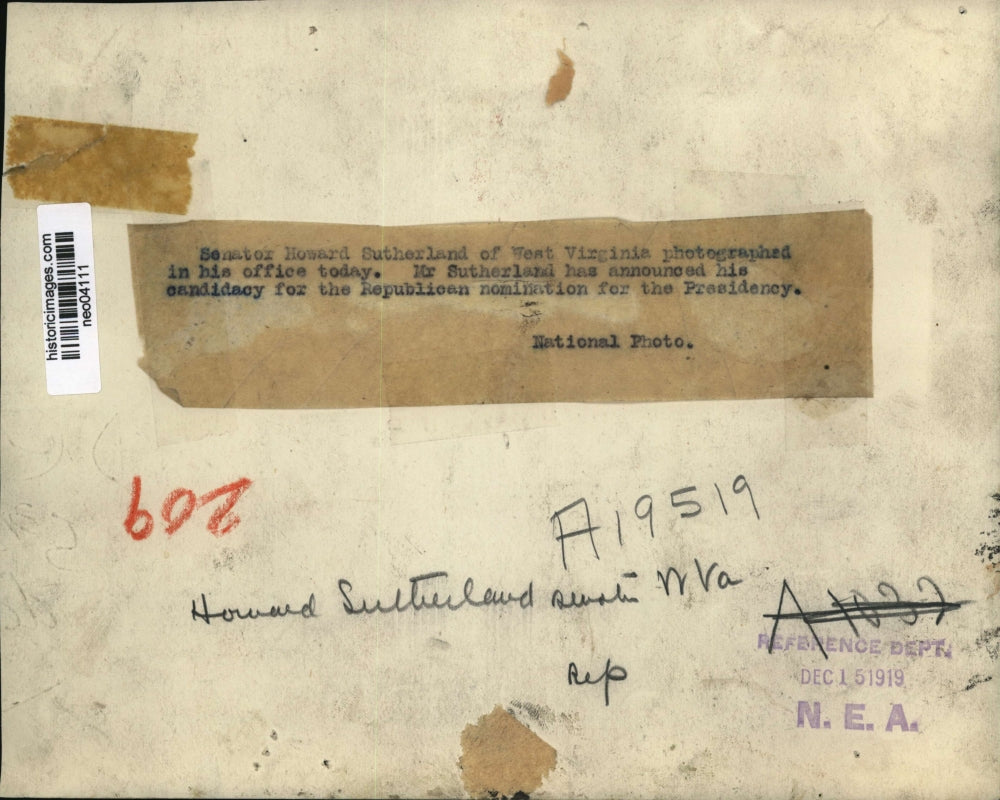 historicimages.com
neo04111
Senator Howard Sutherland of West Virginia photographed
in his office today. Mr Sutherland has announced his
candidacy for the Republican nomination for the Presidency.
National Photo.
A19519
Howard Sutherland senator W Va
Rep
REFERENCE DEPT.
DEC 15 1919
N. E. A.